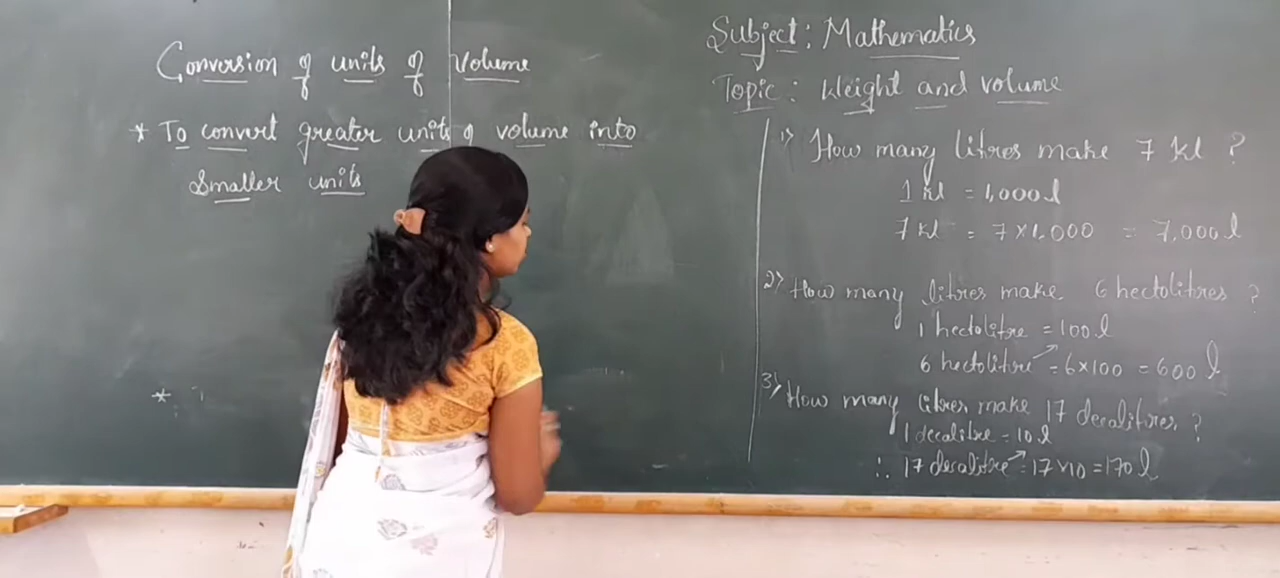 Conversion of units of Volume
* To convert greater units of volume into
Smaller units
*
Subject: Mathematics
Topic: Weight and volume
1) How many litres make 7 kl ?
1 kl = 1,000 l
7 kl = 7 × 1,000 = 7,000 l
2) How many litres make 6 hectolitres ?
1 hectolitre = 100 l
6 hectolitre = 6×100 = 600 l
3) How many litres make 17 decalitres ?
1 decalitre = 10 l
∴ 17 decalitre = 17×10 = 170 l